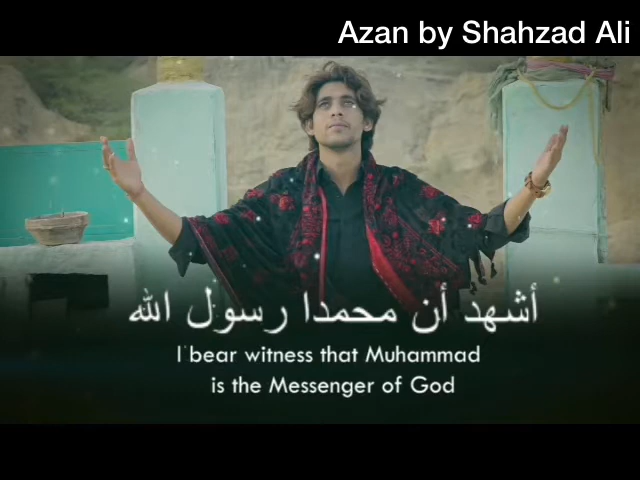 Azan by Shahzad Ali
أشهد أن محمدا رسول الله
I bear witness that Muhammad
is the Messenger of God